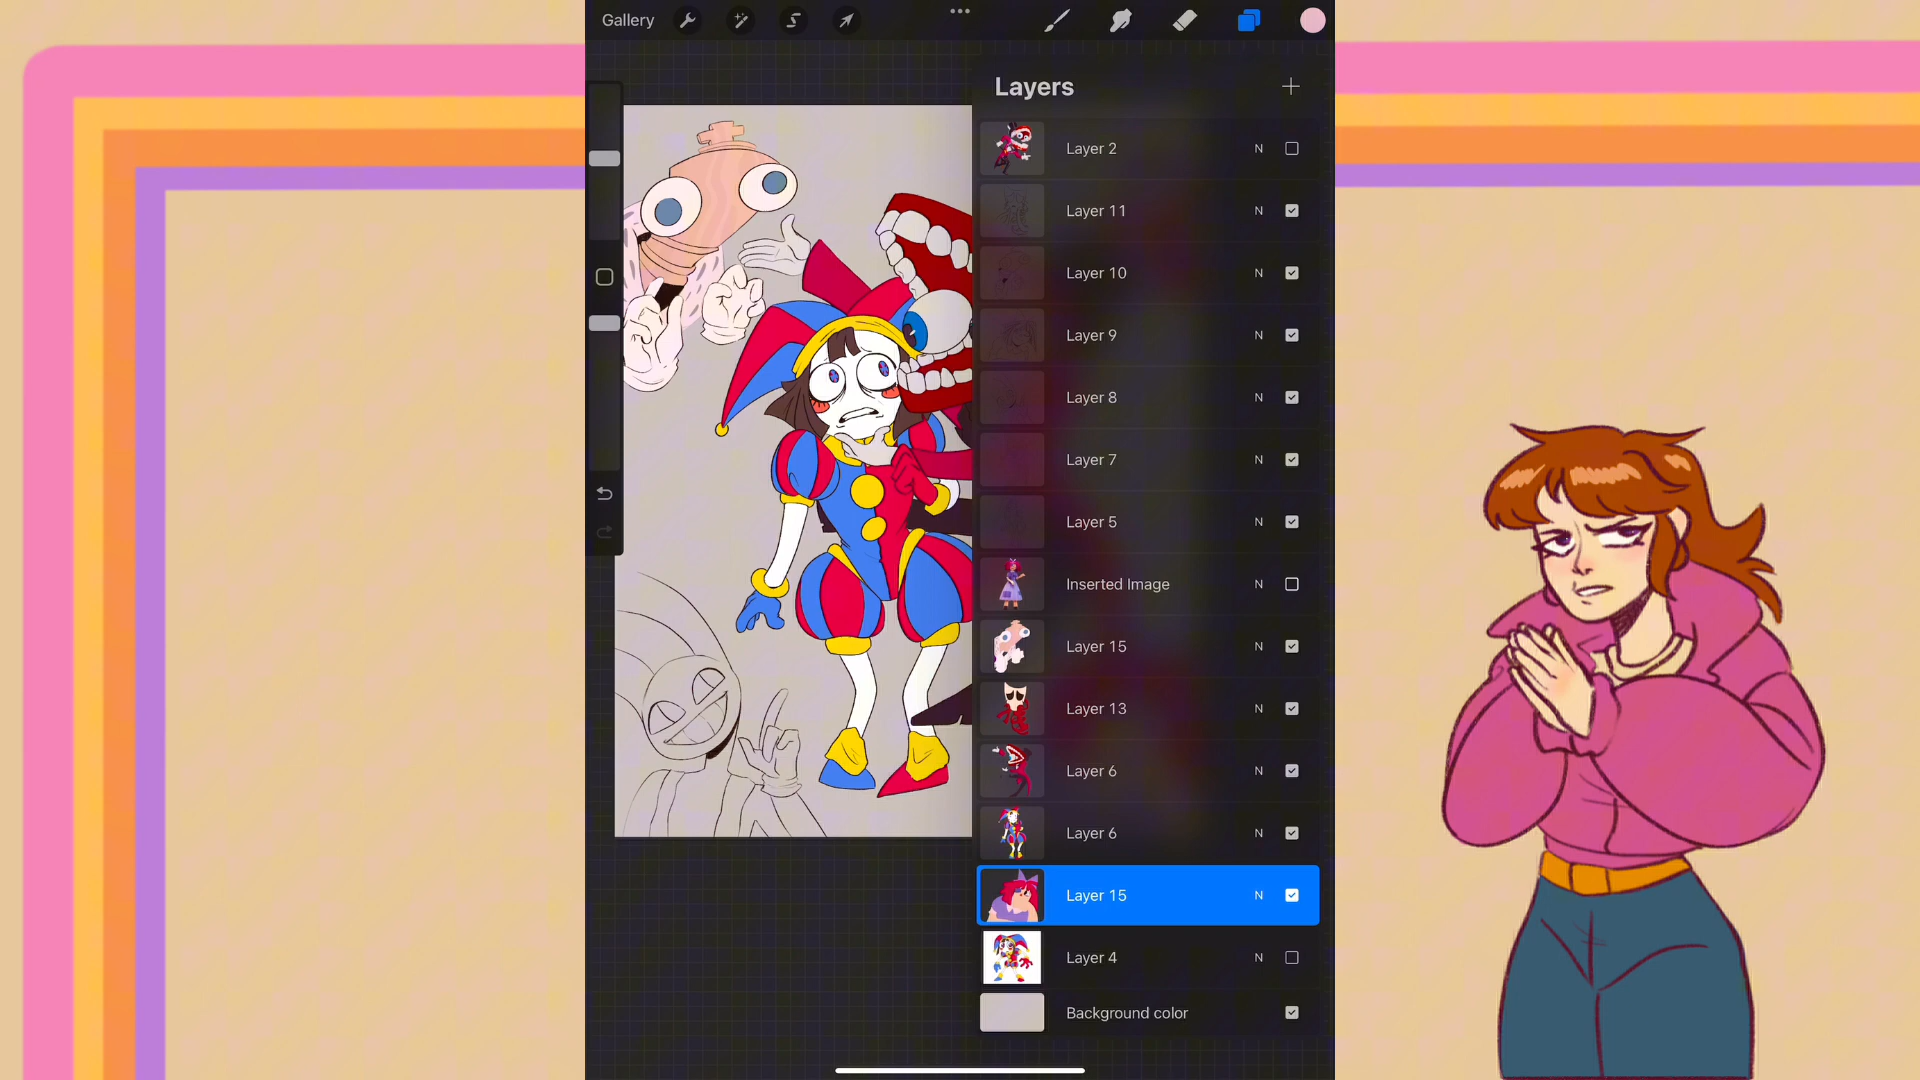 Gallery
Layers
Layer 2 N
Layer 11 N
Layer 10 N
Layer 9 N
Layer 8 N
Layer 7 N
Layer 5 N
Inserted Image N
Layer 15 N
Layer 13 N
Layer 6 N
Layer 6 N
Layer 15 N
Layer 4 N
Background color